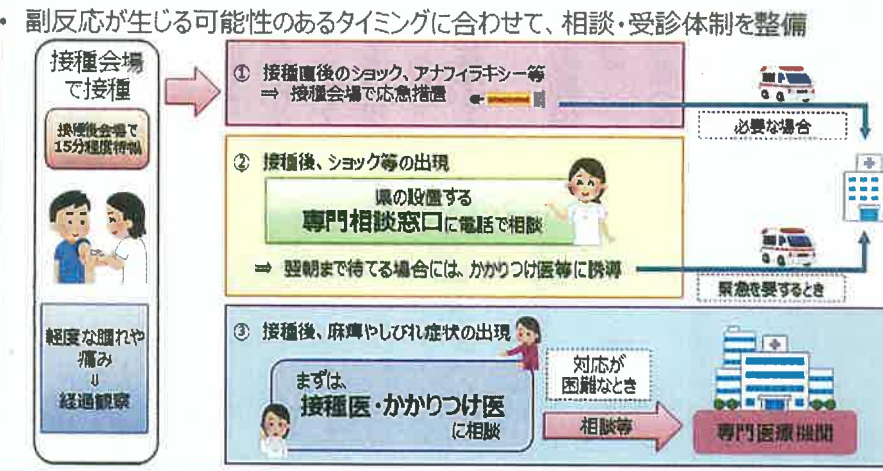 • 副反応が生じる可能性のあるタイミングに合わせて、相談・受診体制を整備
接種会場
で接種
接種後会場で
15分程度待機
軽度な腫れや
痛み
⇓
経過観察
① 接種直後のショック、アナフィラキシー等
⇒ 接種会場で応急措置
必要な場合
② 接種後、ショック等の出現
県の設置する
専門相談窓口に電話で相談
⇒ 翌朝まで待てる場合には、かかりつけ医等に誘導
緊急を要するとき
③ 接種後、麻痺やしびれ症状の出現
まずは、
接種医・かかりつけ医
に相談
対応が
困難なとき
相談等
専門医療機関